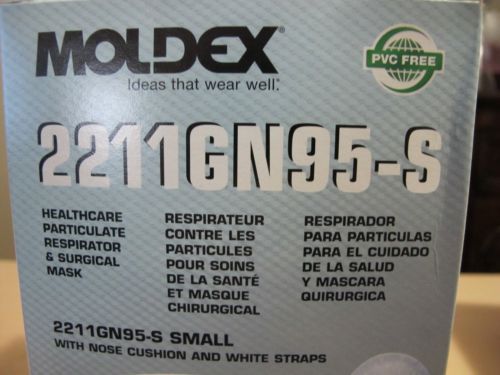 MOLDEX®
Ideas that wear well.
PVC FREE
2211GN95-S
HEALTHCARE
PARTICULATE
RESPIRATOR
& SURGICAL
MASK
RESPIRATEUR
CONTRE LES
PARTICULES
POUR SOINS
DE LA SANTÉ
ET MASQUE
CHIRURGICAL
RESPIRADOR
PARA PARTICULAS
PARA EL CUIDADO
DE LA SALUD
Y MASCARA
QUIRURGICA
2211GN95-S SMALL
WITH NOSE CUSHION AND WHITE STRAPS